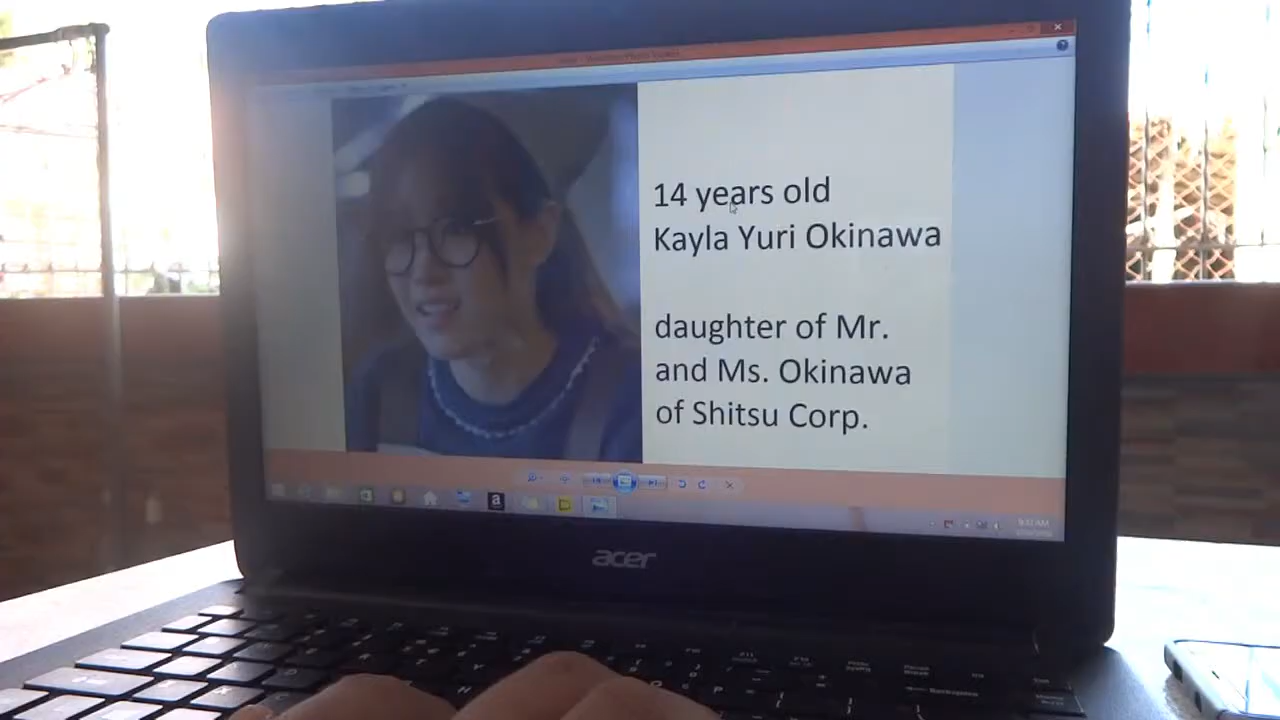 14 years old
Kayla Yuri Okinawa
daughter of Mr.
and Ms. Okinawa
of Shitsu Corp.
acer